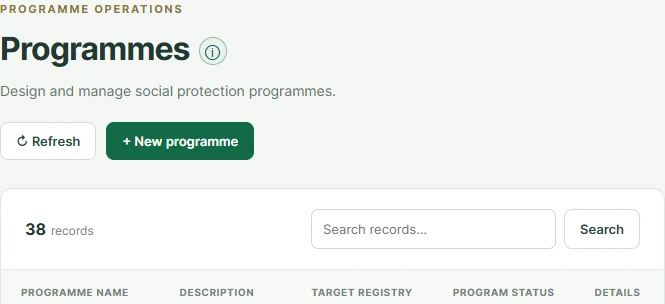 PROGRAMME OPERATIONS
Programmes ⓘ
Design and manage social protection programmes.
↻ Refresh + New programme
38 records Search records... Search
PROGRAMME NAME DESCRIPTION TARGET REGISTRY PROGRAM STATUS DETAILS